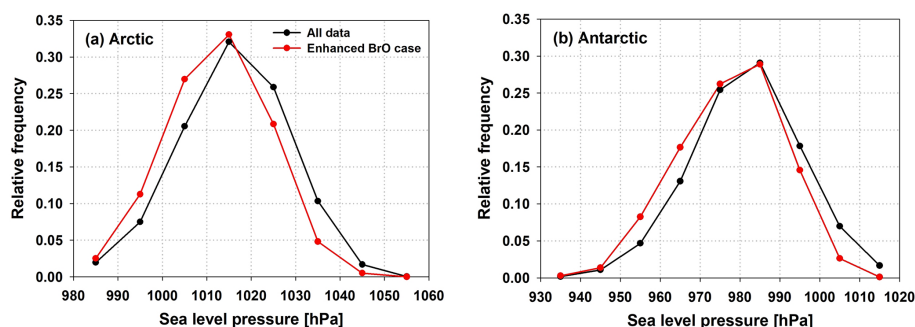 (a) Arctic
All data
Enhanced BrO case
Relative frequency
0.35
0.30
0.25
0.20
0.15
0.10
0.05
0.00
980 990 1000 1010 1020 1030 1040 1050 1060
Sea level pressure [hPa]
(b) Antarctic
Relative frequency
0.35
0.30
0.25
0.20
0.15
0.10
0.05
0.00
930 940 950 960 970 980 990 1000 1010 1020
Sea level pressure [hPa]